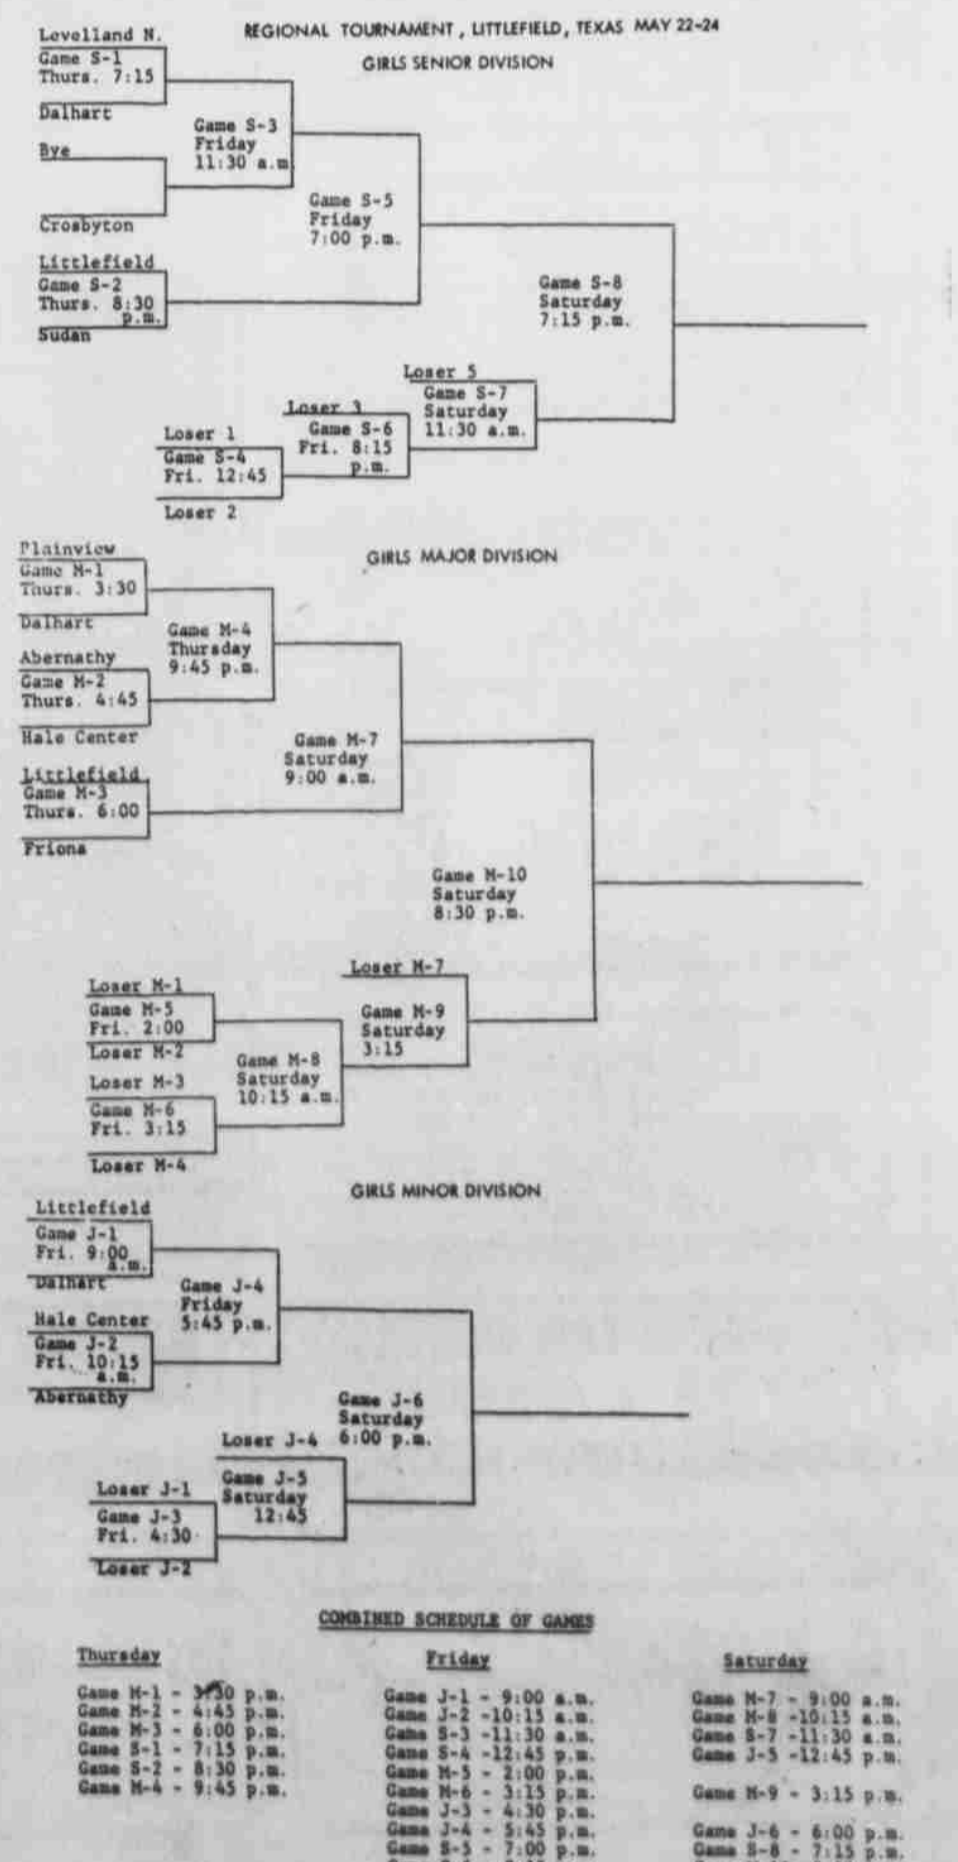 REGIONAL TOURNAMENT, LITTLEFIELD, TEXAS MAY 22-24
GIRLS SENIOR DIVISION
Levelland N.
Game S-1
Thurs. 7:15
Dalhart
Game S-3
Friday
11:30 a.m
Bye
Crosbyton
Game S-5
Friday
7:00 p.m.
Littlefield
Game S-2
Thurs. 8:30
p.m.
Sudan
Game S-8
Saturday
7:15 p.m.
Loser 5
Game S-7
Saturday
11:30 a.m.
Loser 3
Game S-6
Fri. 8:15
p.m.
Loser 1
Game S-4
Fri. 12:45
Loser 2
GIRLS MAJOR DIVISION
Plainview
Game M-1
Thurs. 3:30
Dalhart
Game M-4
Thursday
9:45 p.m.
Abernathy
Game M-2
Thurs. 4:45
Hale Center
Game M-7
Saturday
9:00 a.m.
Littlefield
Game M-3
Thurs. 6:00
Friona
Game M-10
Saturday
8:30 p.m.
Loser M-7
Game M-9
Saturday
3:15
Loser M-1
Game M-5
Fri. 2:00
Loser M-2
Game M-8
Saturday
10:15 a.m.
Loser M-3
Game M-6
Fri. 3:15
Loser M-4
GIRLS MINOR DIVISION
Littlefield
Game J-1
Fri. 9:00
a.m.
Dalhart
Game J-4
Friday
5:45 p.m.
Hale Center
Game J-2
Fri. 10:15
a.m.
Abernathy
Game J-6
Saturday
6:00 p.m.
Loser J-4
Game J-5
Saturday
12:45
Loser J-1
Game J-3
Fri. 4:30
Loser J-2
COMBINED SCHEDULE OF GAMES
Thursday
Game M-1 - 3:30 p.m.
Game M-2 - 4:45 p.m.
Game M-3 - 6:00 p.m.
Game S-1 - 7:15 p.m.
Game S-2 - 8:30 p.m.
Game M-4 - 9:45 p.m.
Friday
Game J-1 - 9:00 a.m.
Game J-2 -10:15 a.m.
Game S-3 -11:30 a.m.
Game S-4 -12:45 p.m.
Game M-5 - 2:00 p.m.
Game M-6 - 3:15 p.m.
Game J-3 - 4:30 p.m.
Game J-4 - 5:45 p.m.
Game S-5 - 7:00 p.m.
Saturday
Game M-7 - 9:00 a.m.
Game M-8 -10:15 a.m.
Game S-7 -11:30 a.m.
Game J-5 -12:45 p.m.
Game M-9 - 3:15 p.m.
Game J-6 - 6:00 p.m.
Game S-8 - 7:15 p.m.